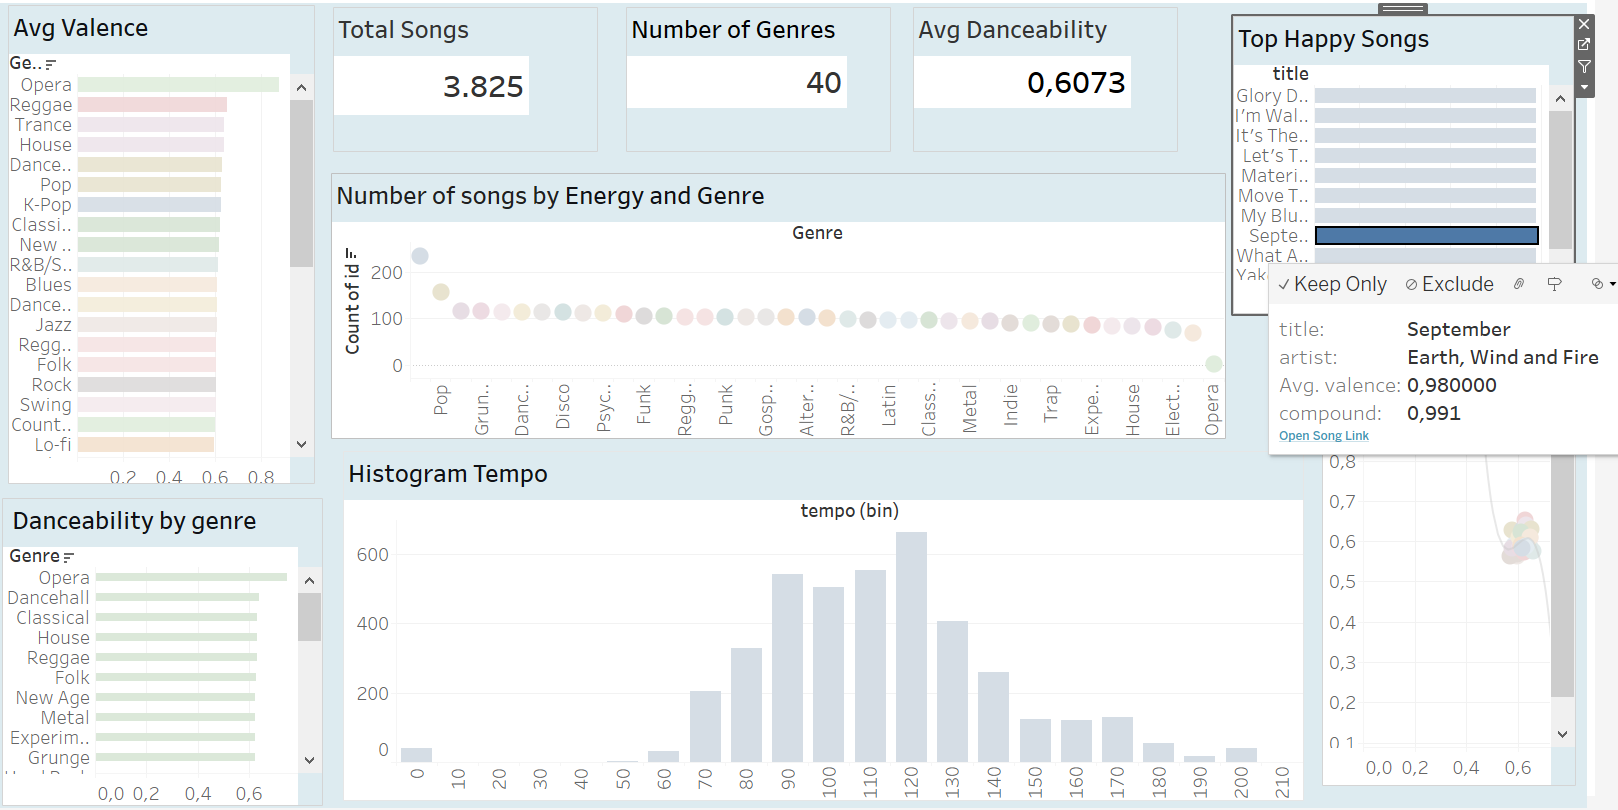 Avg Valence
Ge..
Opera
Reggae
Trance
House
Dance..
Pop
K-Pop
Classi..
New ..
R&B/S..
Blues
Dance..
Jazz
Regg..
Folk
Rock
Swing
Count..
Lo-fi
0,2 0,4 0,6 0,8
Total Songs
3.825
Number of Genres
40
Avg Danceability
0,6073
Top Happy Songs
title
Glory D..
I'm Wal..
It's The..
Let's T..
Materi..
Move T..
My Blu..
Septe..
What A..
Keep Only Exclude
title: September
artist: Earth, Wind and Fire
Avg. valence: 0,980000
compound: 0,991
Open Song Link
Number of songs by Energy and Genre
Genre
Count of id
200
100
0
Pop
Grun..
Danc..
Disco
Psyc..
Funk
Regg..
Punk
Gosp..
Alter..
R&B/..
Latin
Class..
Metal
Indie
Trap
Expe..
House
Elect..
Opera
Danceability by genre
Genre
Opera
Dancehall
Classical
House
Reggae
Folk
New Age
Metal
Experim..
Grunge
0,0 0,2 0,4 0,6
Histogram Tempo
tempo (bin)
600
400
200
0
0 10 20 30 40 50 60 70 80 90 100 110 120 130 140 150 160 170 180 190 200 210
0,8
0,7
0,6
0,5
0,4
0,3
0,2
0,1
0,0 0,2 0,4 0,6